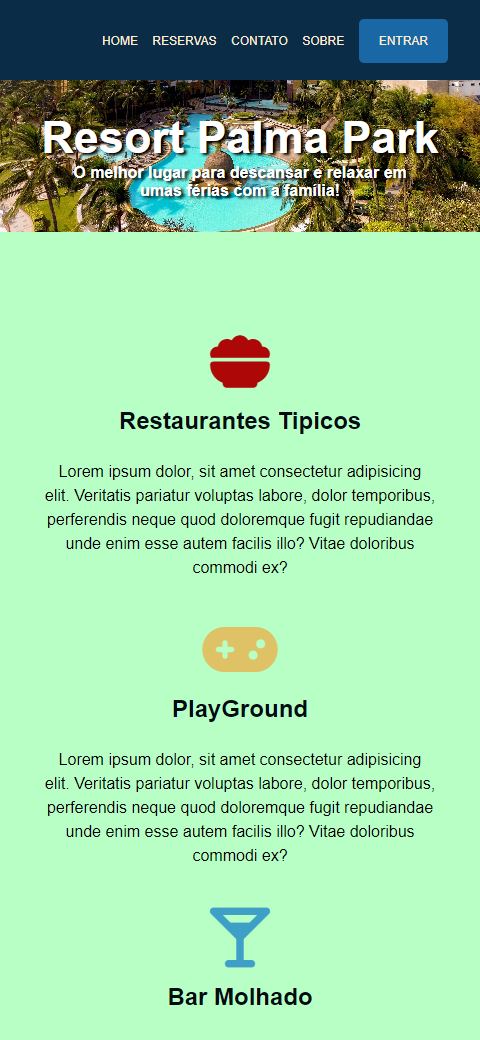 HOME RESERVAS CONTATO SOBRE ENTRAR
Resort Palma Park
O melhor lugar para descansar e relaxar em
umas férias com a família!
Restaurantes Tipicos
Lorem ipsum dolor, sit amet consectetur adipisicing
elit. Veritatis pariatur voluptas labore, dolor temporibus,
perferendis neque quod doloremque fugit repudiandae
unde enim esse autem facilis illo? Vitae doloribus
commodi ex?
PlayGround
Lorem ipsum dolor, sit amet consectetur adipisicing
elit. Veritatis pariatur voluptas labore, dolor temporibus,
perferendis neque quod doloremque fugit repudiandae
unde enim esse autem facilis illo? Vitae doloribus
commodi ex?
Bar Molhado